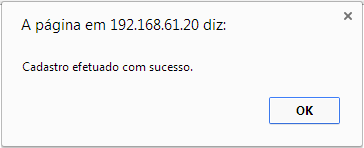 A página em 192.168.61.20 diz:
Cadastro efetuado com sucesso.
OK